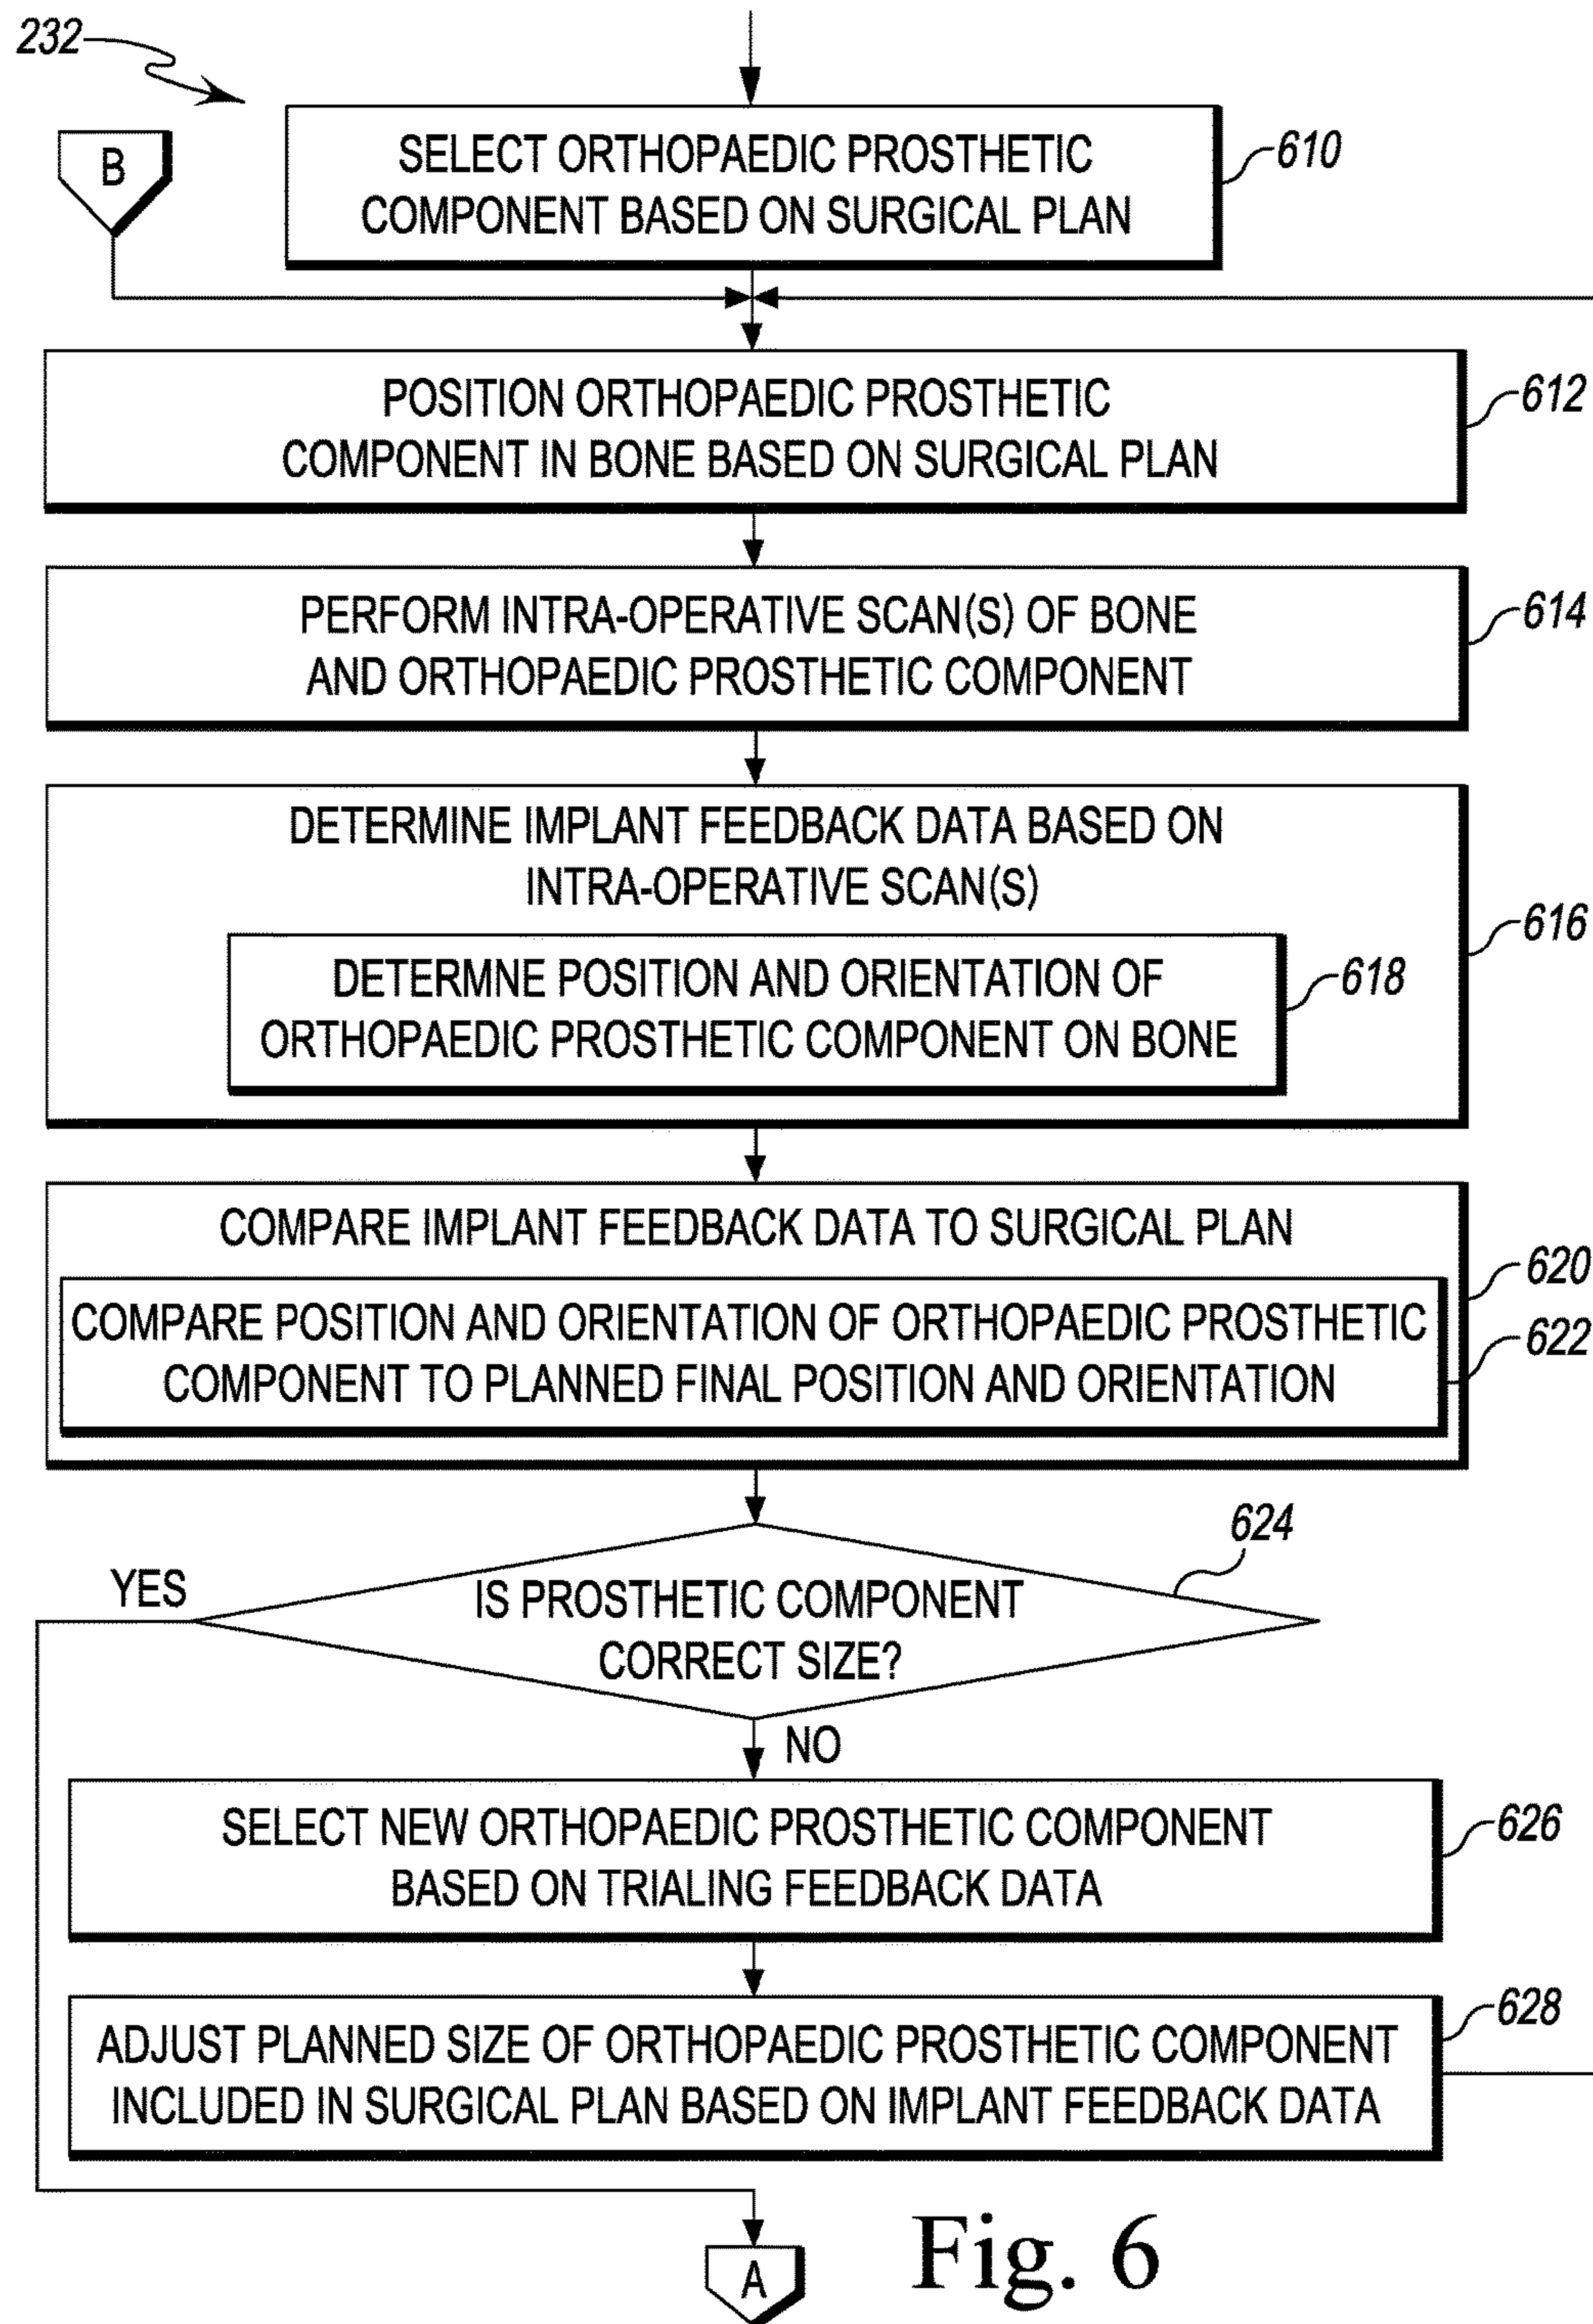 232
B
SELECT ORTHOPAEDIC PROSTHETIC
COMPONENT BASED ON SURGICAL PLAN
610
POSITION ORTHOPAEDIC PROSTHETIC
COMPONENT IN BONE BASED ON SURGICAL PLAN
612
PERFORM INTRA-OPERATIVE SCAN(S) OF BONE
AND ORTHOPAEDIC PROSTHETIC COMPONENT
614
DETERMINE IMPLANT FEEDBACK DATA BASED ON
INTRA-OPERATIVE SCAN(S)
616
DETERMNE POSITION AND ORIENTATION OF
ORTHOPAEDIC PROSTHETIC COMPONENT ON BONE
618
COMPARE IMPLANT FEEDBACK DATA TO SURGICAL PLAN
620
COMPARE POSITION AND ORIENTATION OF ORTHOPAEDIC PROSTHETIC
COMPONENT TO PLANNED FINAL POSITION AND ORIENTATION
622
624
YES
IS PROSTHETIC COMPONENT
CORRECT SIZE?
NO
SELECT NEW ORTHOPAEDIC PROSTHETIC COMPONENT
BASED ON TRIALING FEEDBACK DATA
626
ADJUST PLANNED SIZE OF ORTHOPAEDIC PROSTHETIC COMPONENT
INCLUDED IN SURGICAL PLAN BASED ON IMPLANT FEEDBACK DATA
628
A
Fig. 6